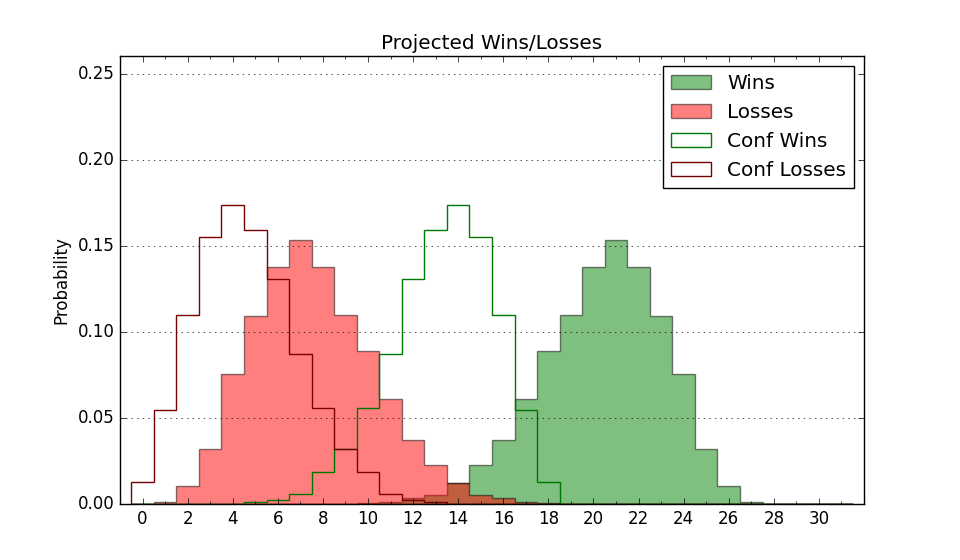 Projected Wins/Losses
0.25
0.20
0.15
0.10
0.05
0.00
Probability
Wins
Losses
Conf Wins
Conf Losses
0 2 4 6 8 10 12 14 16 18 20 22 24 26 28 30